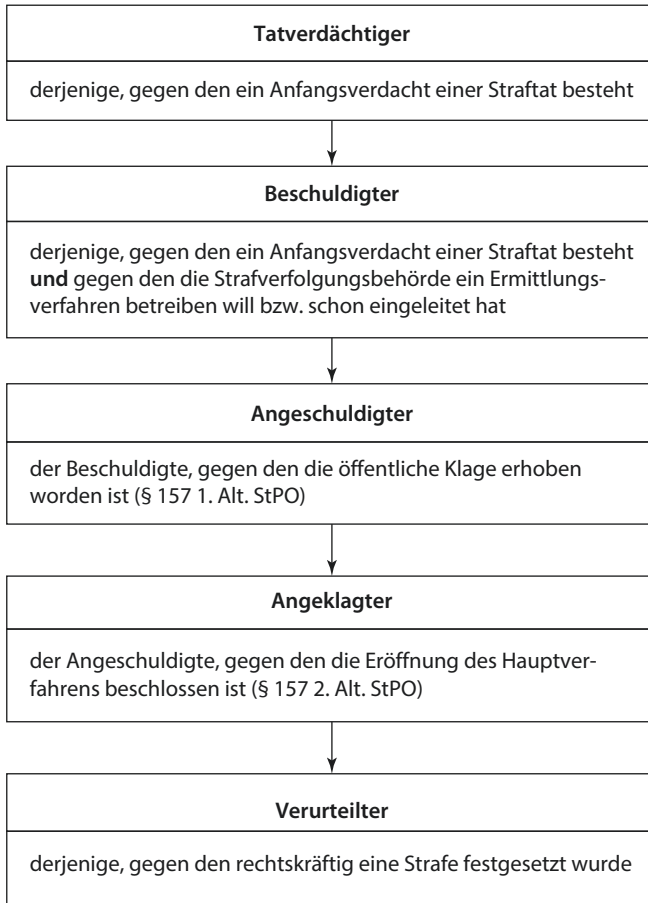 Tatverdächtiger
derjenige, gegen den ein Anfangsverdacht einer Straftat besteht
Beschuldigter
derjenige, gegen den ein Anfangsverdacht einer Straftat besteht
und gegen den die Strafverfolgungsbehörde ein Ermittlungs-
verfahren betreiben will bzw. schon eingeleitet hat
Angeschuldigter
der Beschuldigte, gegen den die öffentliche Klage erhoben
worden ist (§ 157 1. Alt. StPO)
Angeklagter
der Angeschuldigte, gegen den die Eröffnung des Hauptver-
fahrens beschlossen ist (§ 157 2. Alt. StPO)
Verurteilter
derjenige, gegen den rechtskräftig eine Strafe festgesetzt wurde